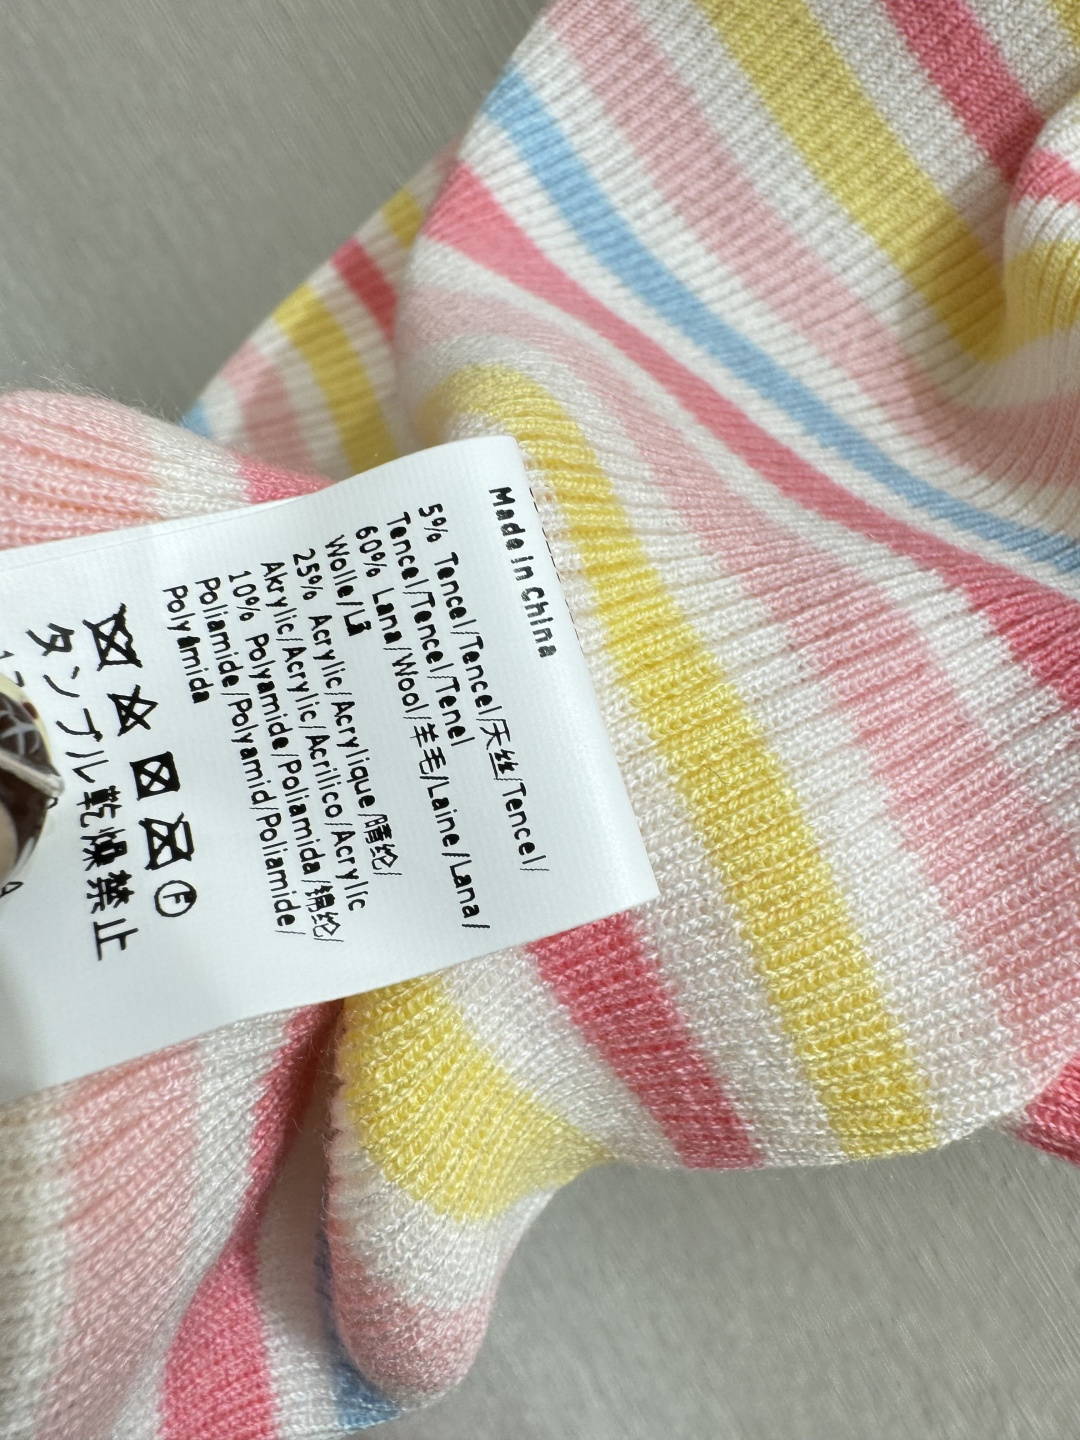 Made in China
5% Tencel/Tencel/天丝/Tencel/
Tencel/Tencel/Tenel
60% Lana/Wool/羊毛/Laine/Lana/
Wolle/Lã
25% Acrylic/Acrylique/腈纶/
Akrylic/Acrylic/Acrilico/Acrylic
10% Polyamide/Poliamida/锦纶/
Poliamide/Polyamid/Poliamide/
Polyamida
F
タンブル乾燥禁止